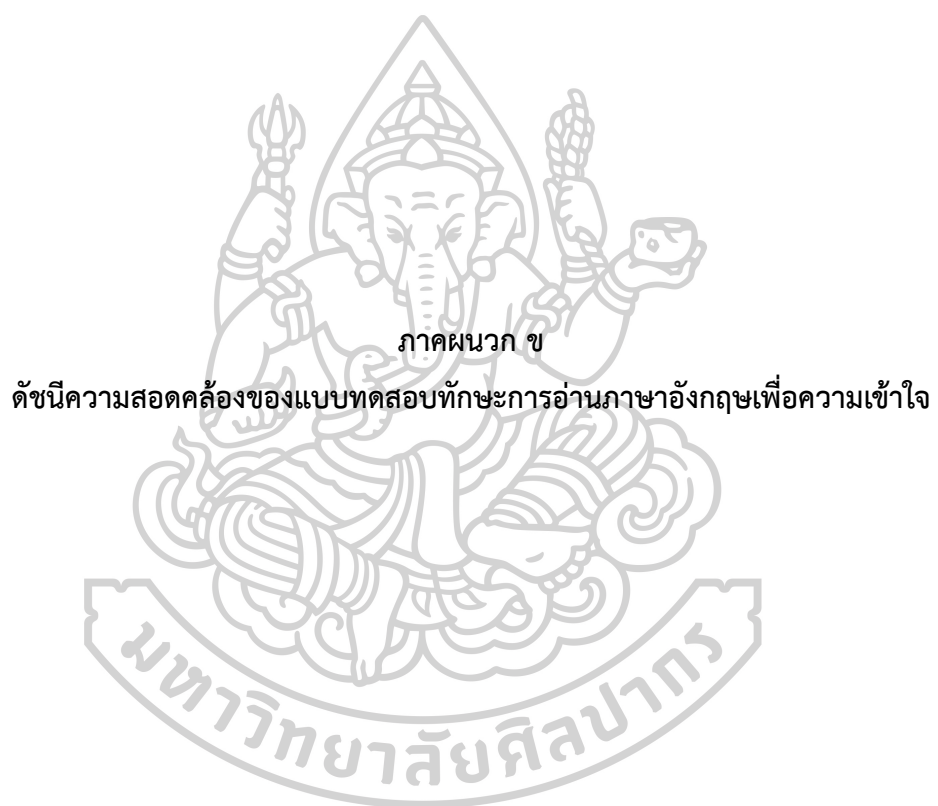 ภาคผนวก ข
ดัชนีความสอดคล้องของแบบทดสอบทักษะการอ่านภาษาอังกฤษเพื่อความเข้าใจ
มหาวิทยาลัยศิลปากร